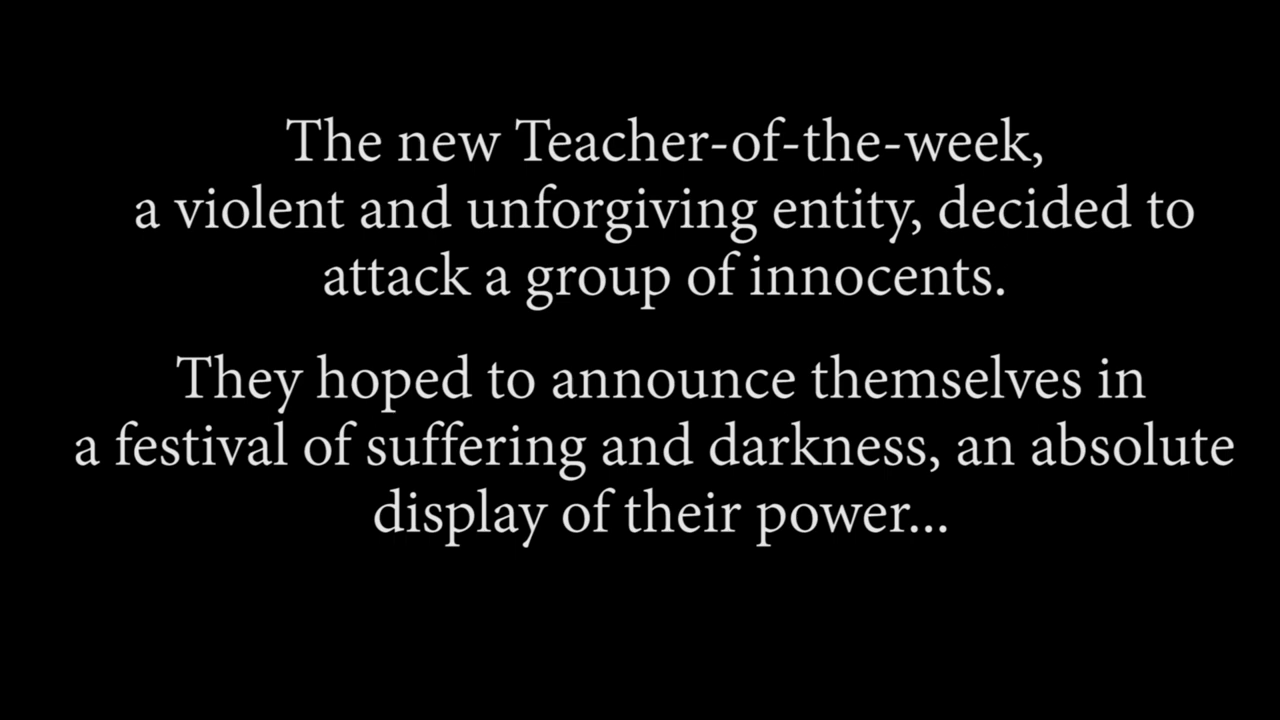 The new Teacher-of-the-week,
a violent and unforgiving entity, decided to
attack a group of innocents.
They hoped to announce themselves in
a festival of suffering and darkness, an absolute
display of their power...